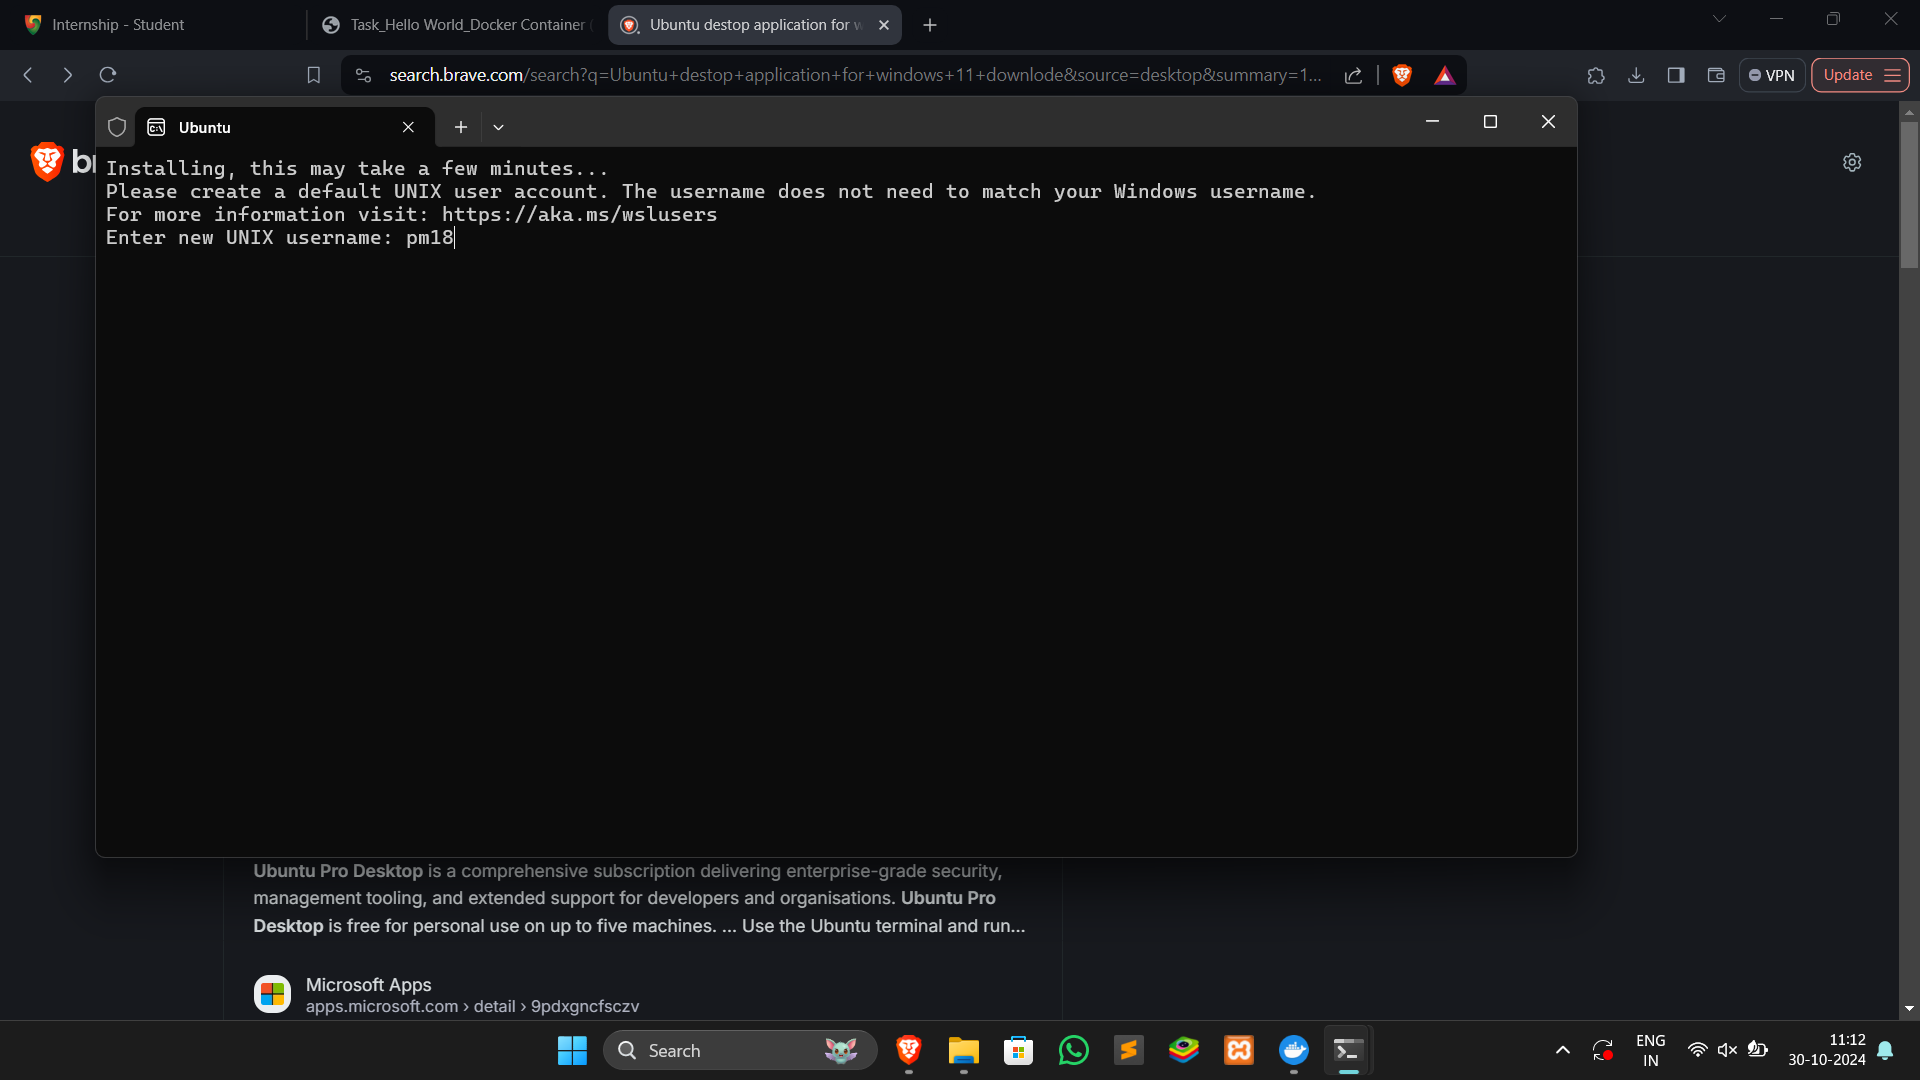 Internship - Student
Task_Hello World_Docker Container
Ubuntu destop application for w
search.brave.com/search?q=Ubuntu+destop+application+for+windows+11+downlode&source=desktop&summary=1...
VPN
Update
Ubuntu
Installing, this may take a few minutes...
Please create a default UNIX user account. The username does not need to match your Windows username.
For more information visit: https://aka.ms/wslusers
Enter new UNIX username: pm18
Ubuntu Pro Desktop is a comprehensive subscription delivering enterprise-grade security,
management tooling, and extended support for developers and organisations. Ubuntu Pro
Desktop is free for personal use on up to five machines. ... Use the Ubuntu terminal and run...
Microsoft Apps
apps.microsoft.com › detail › 9pdxgncfsczv
Search
ENG
IN
11:12
30-10-2024